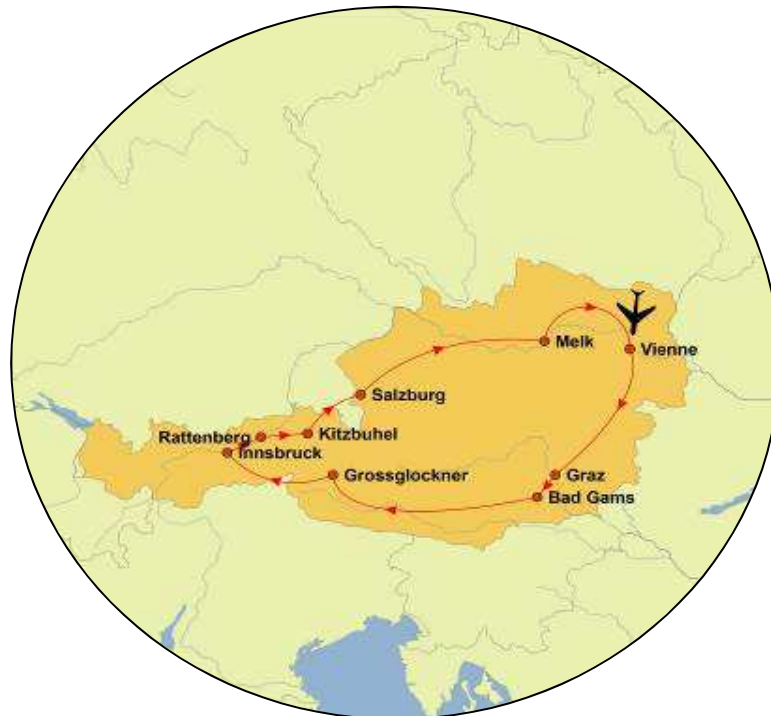 Melk
Vienne
Salzburg
Rattenberg
Kitzbuhel
Innsbruck
Grossglockner
Graz
Bad Gams